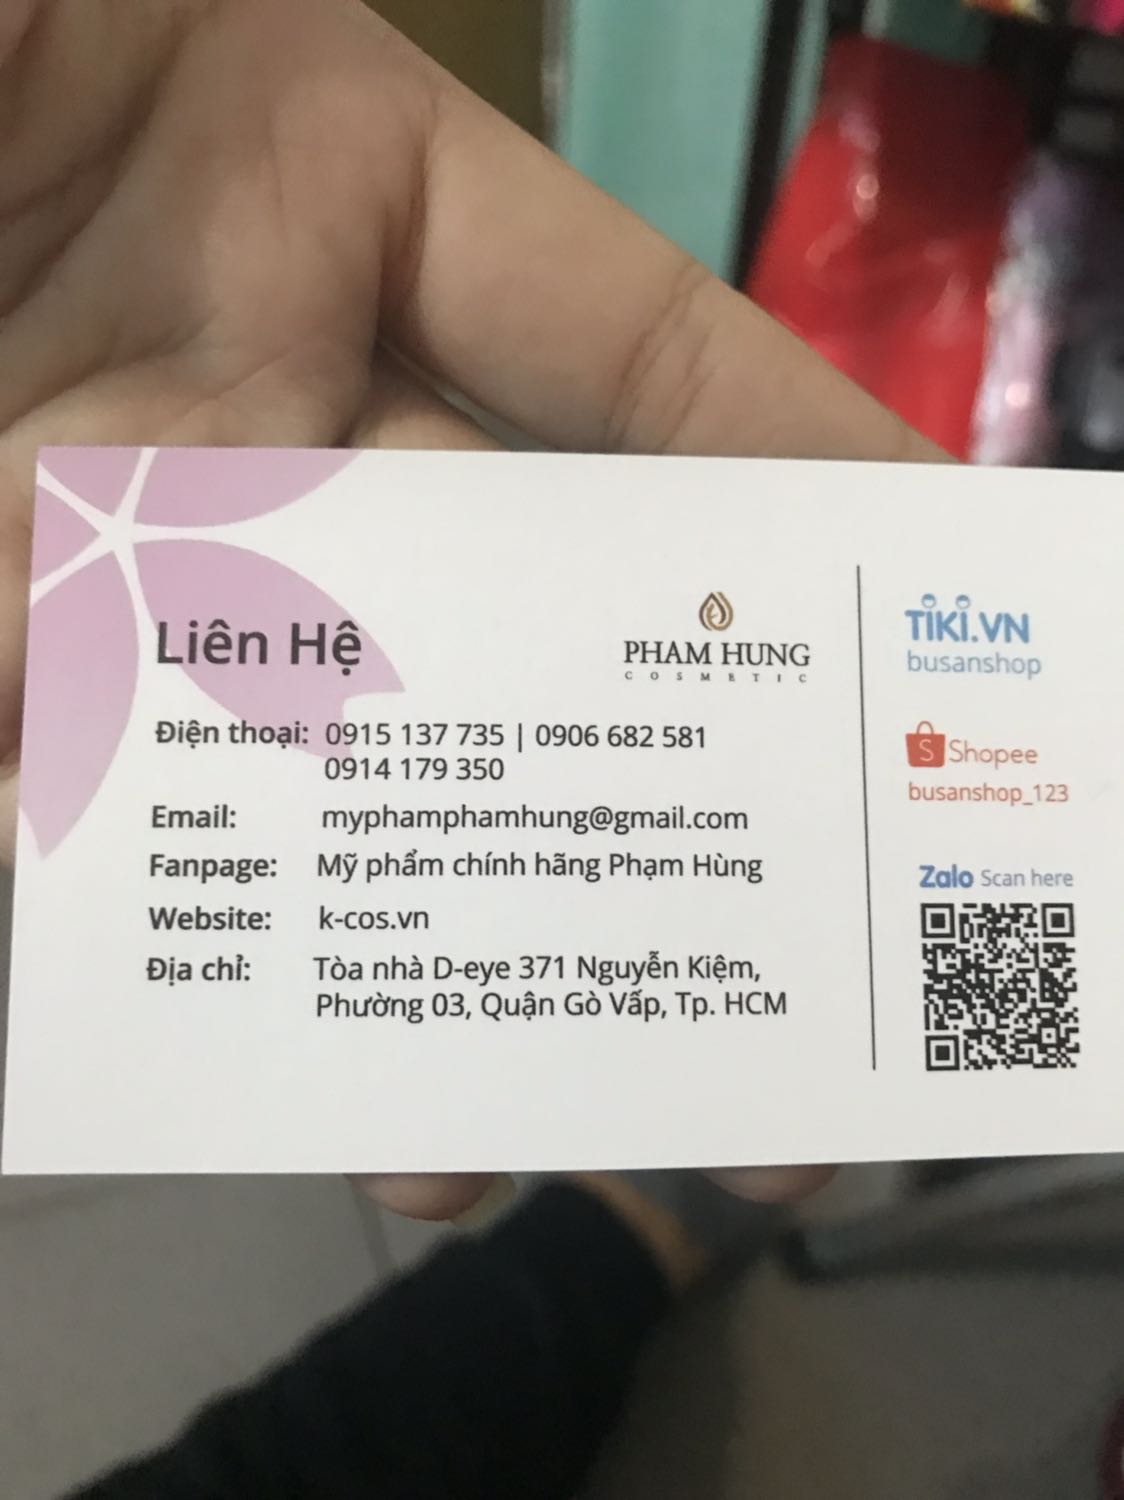 Liên Hệ
PHAM HUNG
COSMETIC
Điện thoại: 0915 137 735 | 0906 682 581
0914 179 350
Email: myphamphamhung@gmail.com
Fanpage: Mỹ phẩm chính hãng Phạm Hùng
Website: k-cos.vn
Địa chỉ: Tòa nhà D-eye 371 Nguyễn Kiệm,
Phường 03, Quận Gò Vấp, Tp. HCM
TIKI.VN
busanshop
S Shopee
busanshop_123
Zalo Scan here